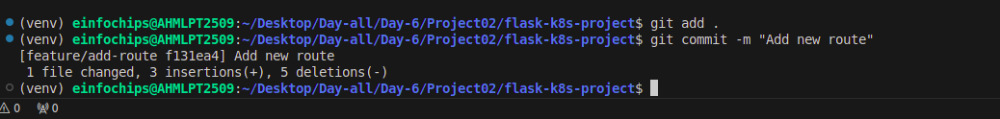 (venv) einfochips@AHMLPT2509:~/Desktop/Day-all/Day-6/Project02/flask-k8s-project$ git add .
(venv) einfochips@AHMLPT2509:~/Desktop/Day-all/Day-6/Project02/flask-k8s-project$ git commit -m "Add new route"
[feature/add-route f131ea4] Add new route
 1 file changed, 3 insertions(+), 5 deletions(-)
(venv) einfochips@AHMLPT2509:~/Desktop/Day-all/Day-6/Project02/flask-k8s-project$
0 0